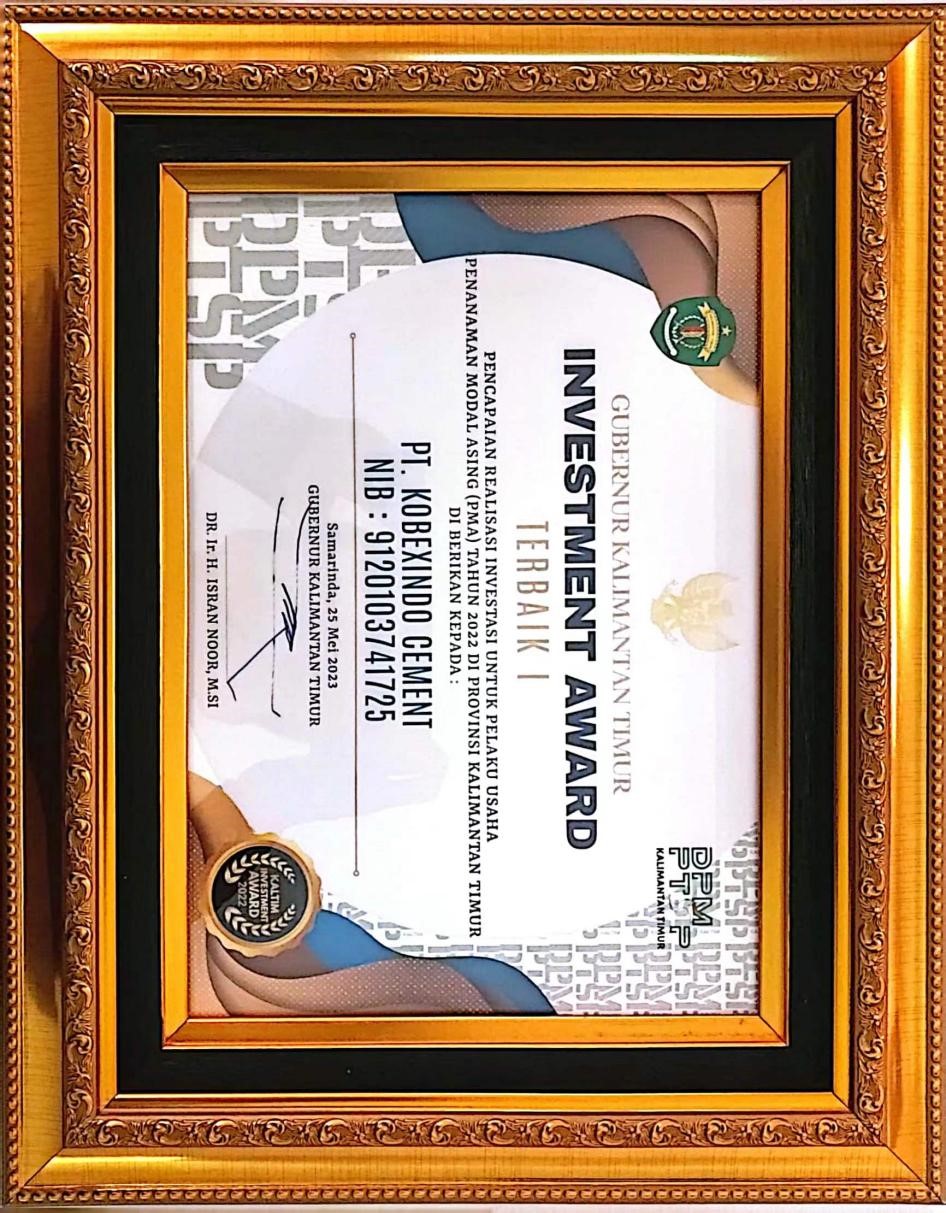 DPM
PTSP
KALIMANTAN TIMUR
GUBERNUR KALIMANTAN TIMUR
INVESTMENT AWARD
TERBAIK I
PENCAPAIAN REALISASI INVESTASI UNTUK PELAKU USAHA
PENANAMAN MODAL ASING (PMA) TAHUN 2022 DI PROVINSI KALIMANTAN TIMUR
DI BERIKAN KEPADA :
PT. KOBEXINDO CEMENT
NIB : 9120103741725
Samarinda, 25 Mei 2023
GUBERNUR KALIMANTAN TIMUR
DR. Ir. H. ISRAN NOOR, M.SI
KALTIM
INVESTMENT
AWARD
2022